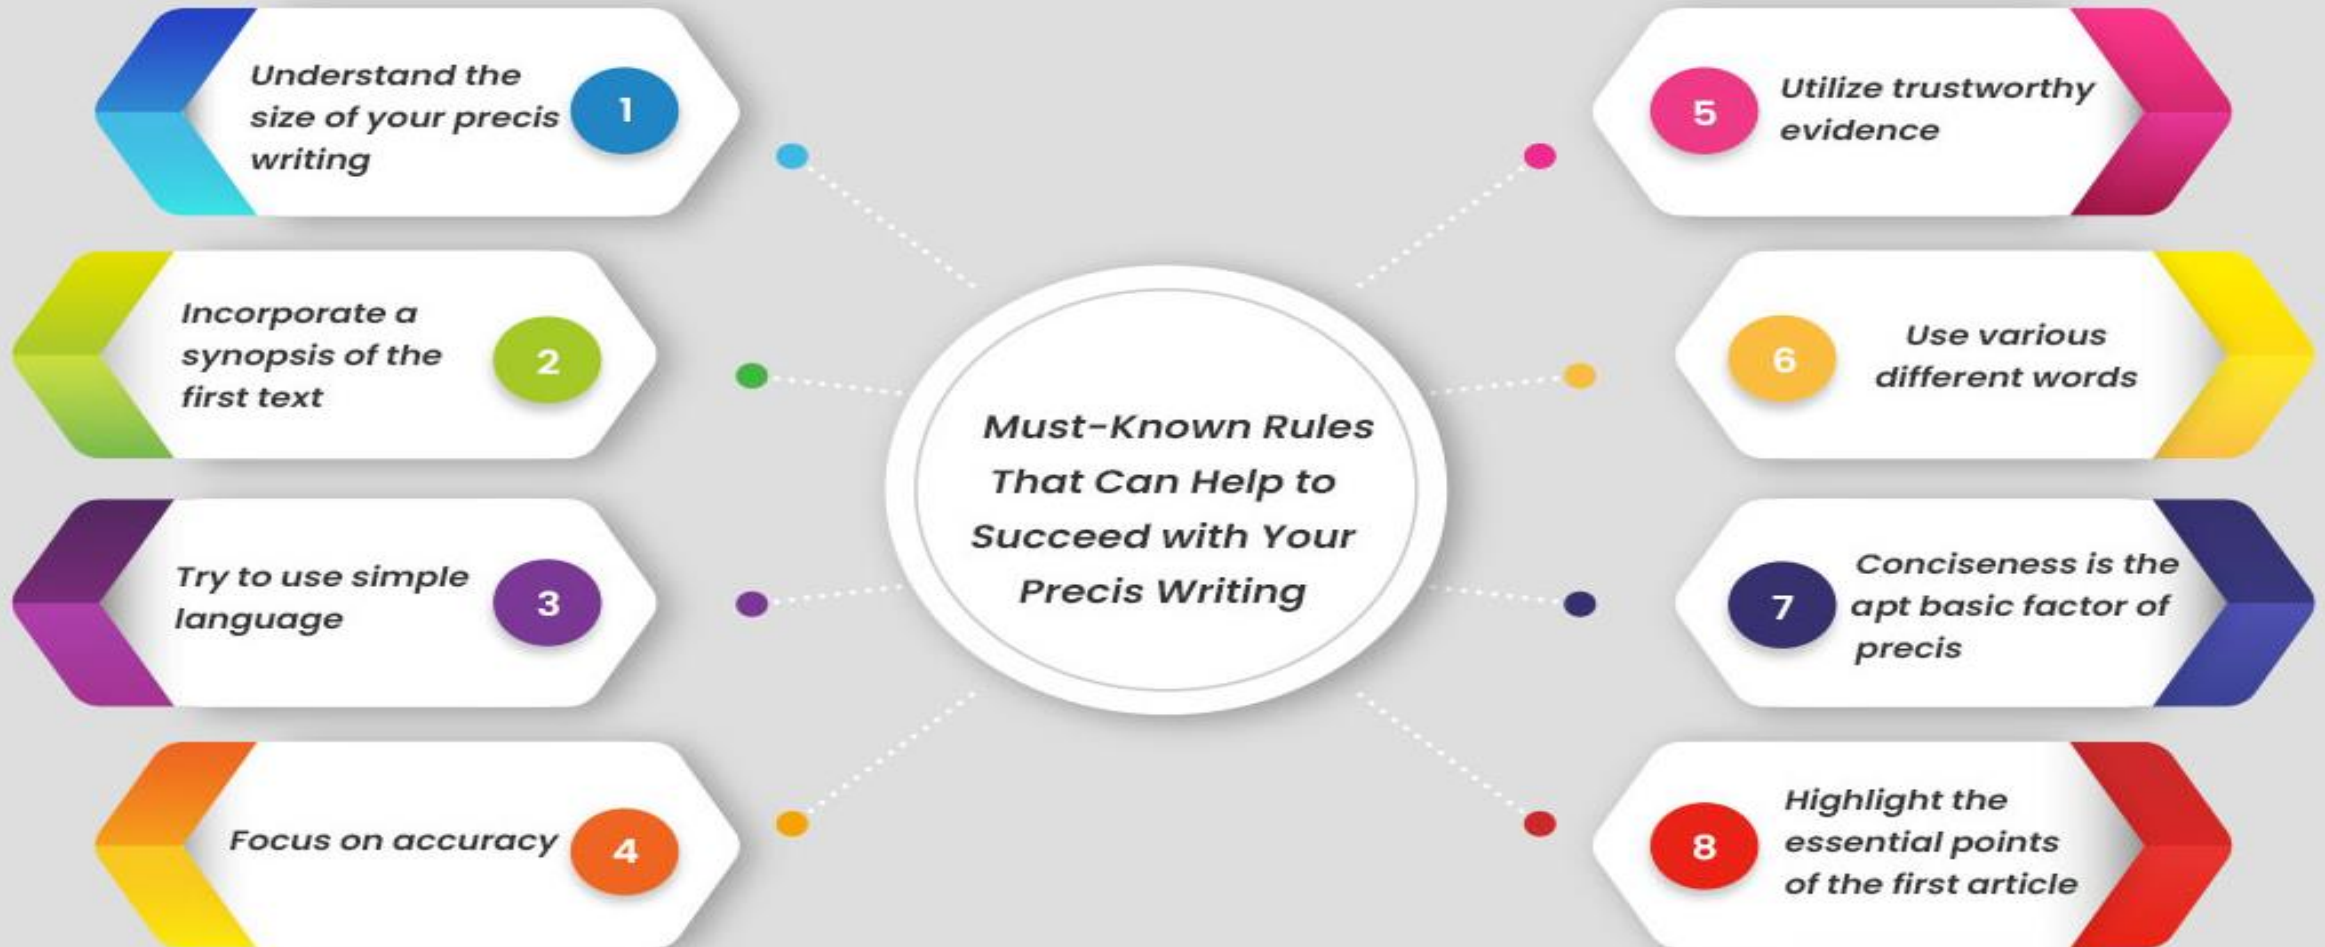 Understand the
size of your precis
writing
1
Incorporate a
synopsis of the
first text
2
Try to use simple
language
3
Focus on accuracy
4
Must-Known Rules
That Can Help to
Succeed with Your
Precis Writing
5
Utilize trustworthy
evidence
6
Use various
different words
7
Conciseness is the
apt basic factor of
precis
8
Highlight the
essential points
of the first article